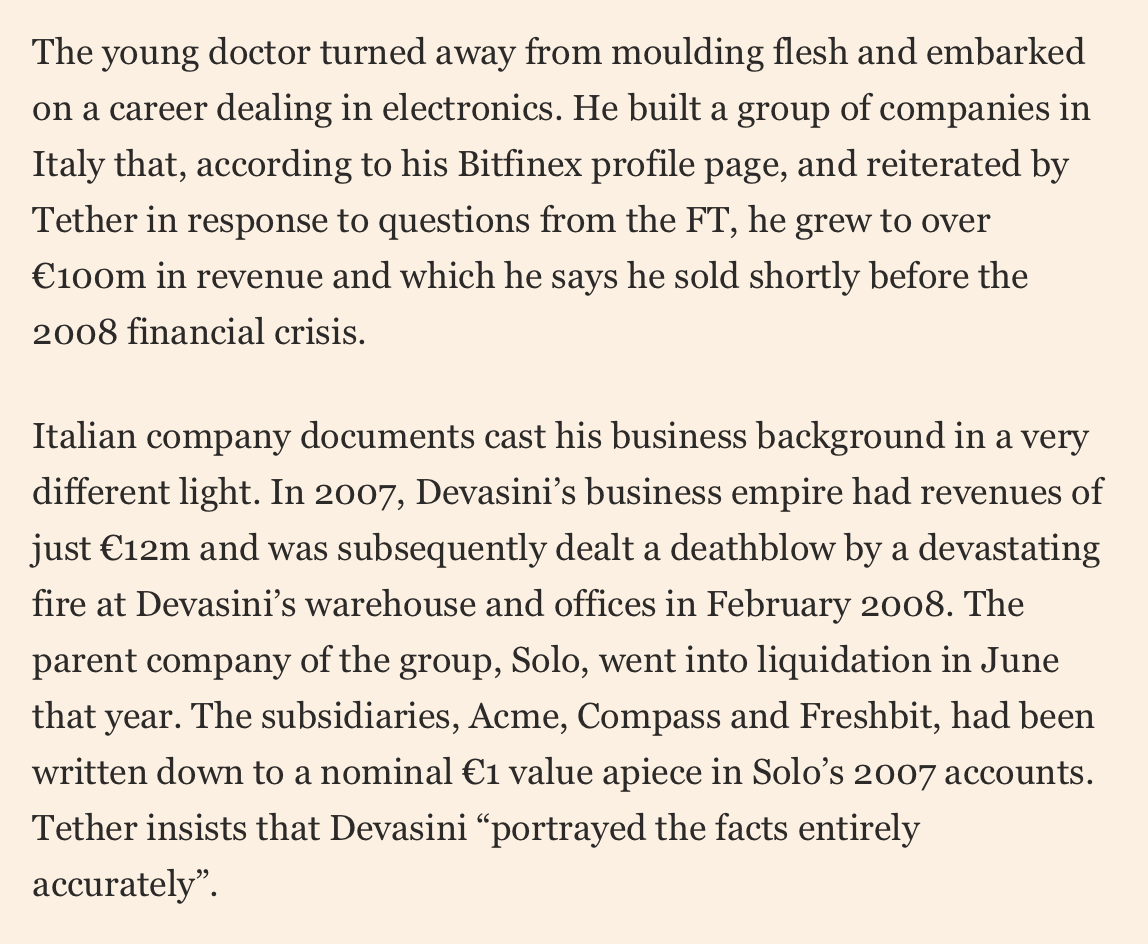 The young doctor turned away from moulding flesh and embarked
on a career dealing in electronics. He built a group of companies in
Italy that, according to his Bitfinex profile page, and reiterated by
Tether in response to questions from the FT, he grew to over
€100m in revenue and which he says he sold shortly before the
2008 financial crisis.
Italian company documents cast his business background in a very
different light. In 2007, Devasini’s business empire had revenues of
just €12m and was subsequently dealt a deathblow by a devastating
fire at Devasini’s warehouse and offices in February 2008. The
parent company of the group, Solo, went into liquidation in June
that year. The subsidiaries, Acme, Compass and Freshbit, had been
written down to a nominal €1 value apiece in Solo’s 2007 accounts.
Tether insists that Devasini “portrayed the facts entirely
accurately”.